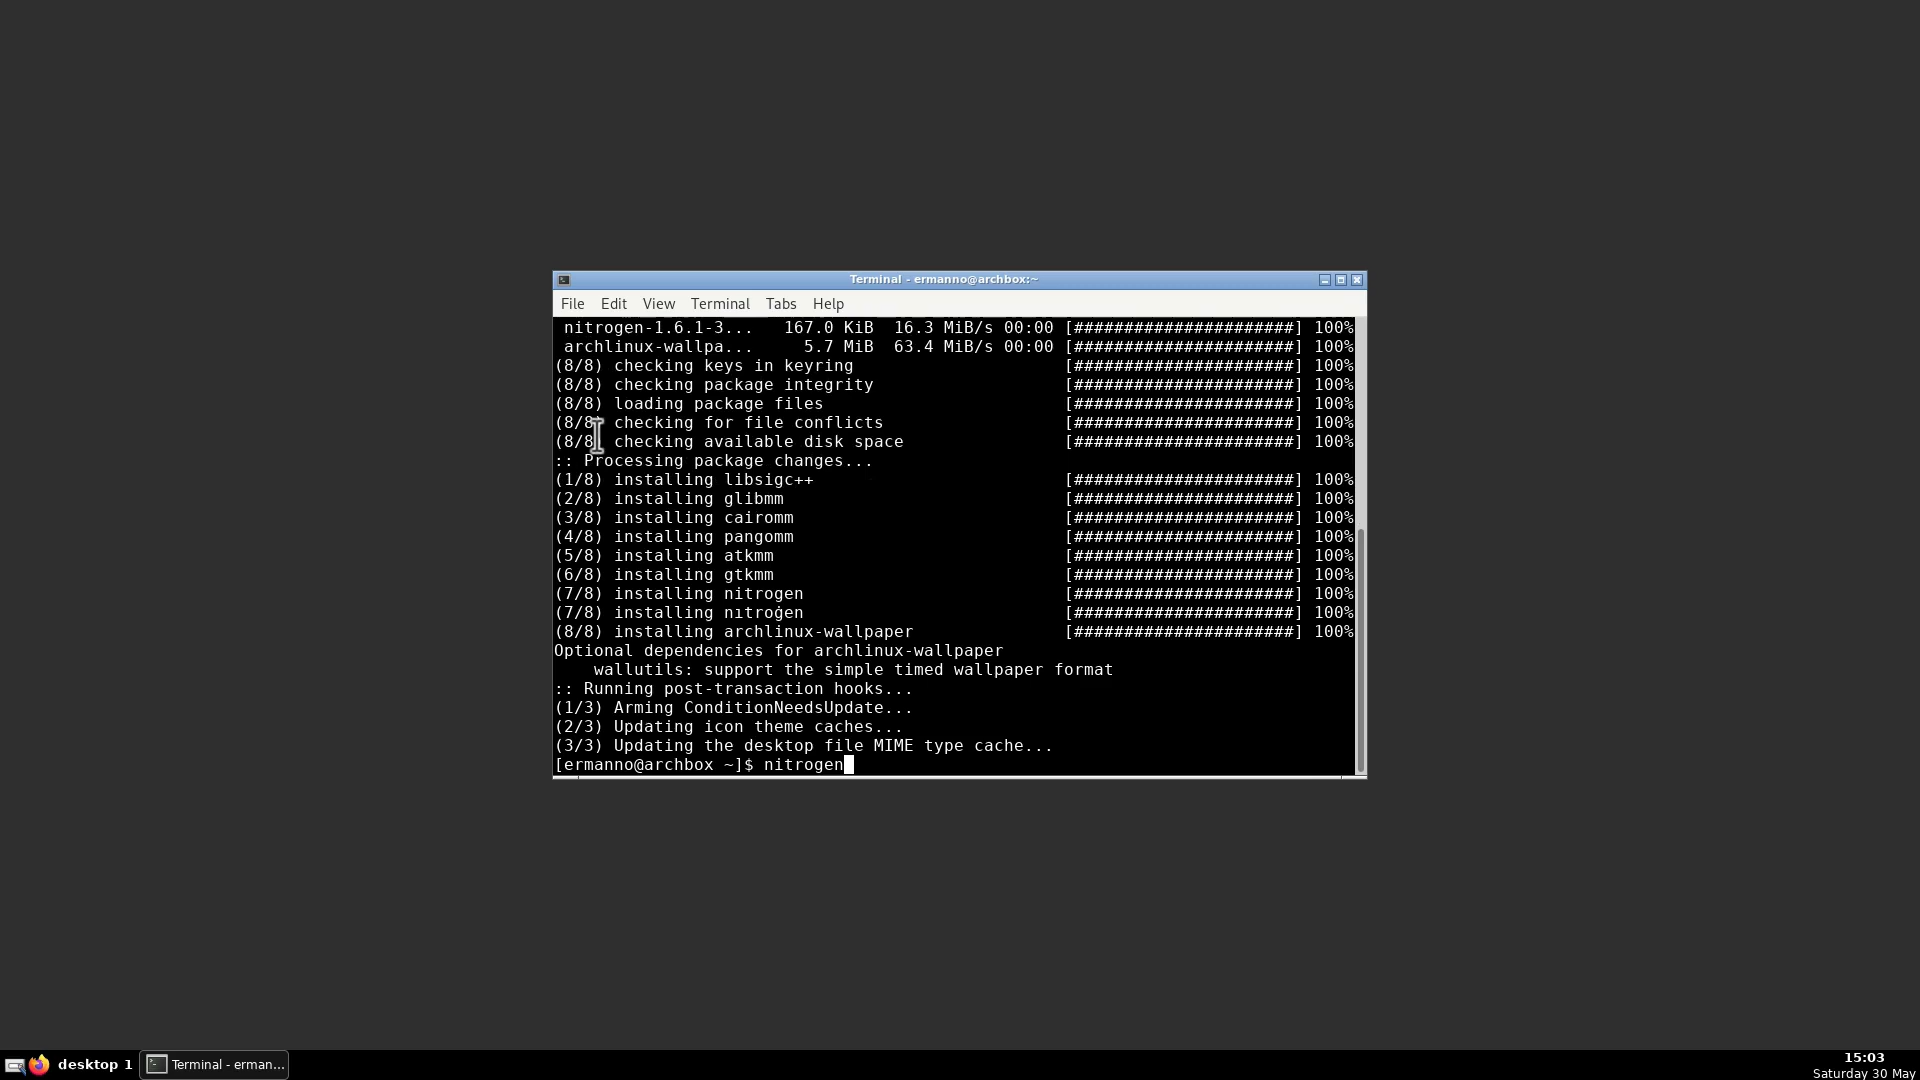 Terminal - ermanno@archbox:~
File Edit View Terminal Tabs Help
nitrogen-1.6.1-3... 167.0 KiB 16.3 MiB/s 00:00 [######################] 100%
archlinux-wallpa... 5.7 MiB 63.4 MiB/s 00:00 [######################] 100%
(8/8) checking keys in keyring [######################] 100%
(8/8) checking package integrity [######################] 100%
(8/8) loading package files [######################] 100%
(8/8) checking for file conflicts [######################] 100%
(8/8) checking available disk space [######################] 100%
:: Processing package changes...
(1/8) installing libsigc++ [######################] 100%
(2/8) installing glibmm [######################] 100%
(3/8) installing cairomm [######################] 100%
(4/8) installing pangomm [######################] 100%
(5/8) installing atkmm [######################] 100%
(6/8) installing gtkmm [######################] 100%
(7/8) installing nitrogen [######################] 100%
(7/8) installing nitrogen [######################] 100%
(8/8) installing archlinux-wallpaper [######################] 100%
Optional dependencies for archlinux-wallpaper
wallutils: support the simple timed wallpaper format
:: Running post-transaction hooks...
(1/3) Arming ConditionNeedsUpdate...
(2/3) Updating icon theme caches...
(3/3) Updating the desktop file MIME type cache...
[ermanno@archbox ~]$ nitrogen
desktop 1 Terminal - erman...
15:03
Saturday 30 May